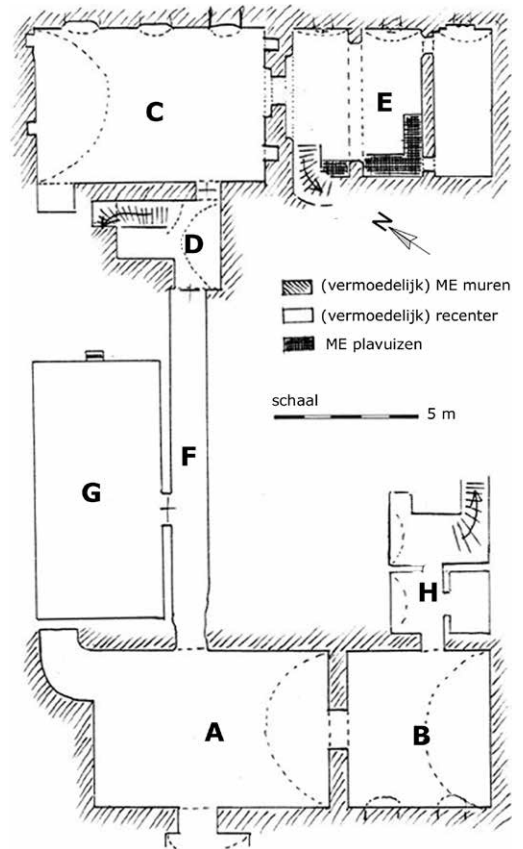 C
E
D
N
(vermoedelijk) ME muren
(vermoedelijk) recenter
ME plavuizen
schaal
5 m
F
G
H
A
B